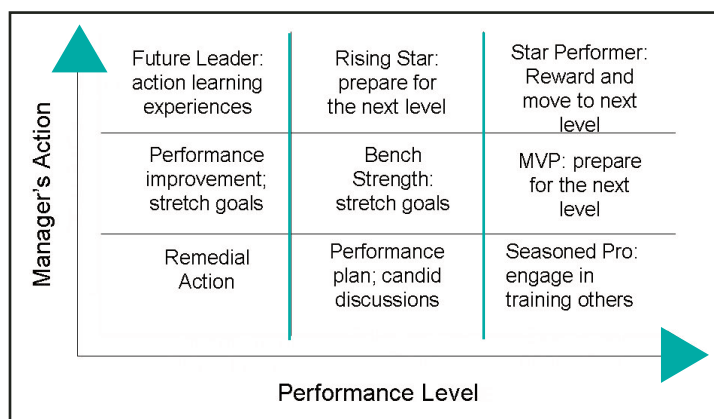 Manager's Action
Future Leader:
action learning
experiences
Rising Star:
prepare for
the next level
Star Performer:
Reward and
move to next
level
Performance
improvement;
stretch goals
Bench
Strength:
stretch goals
MVP: prepare
for the next
level
Remedial
Action
Performance
plan; candid
discussions
Seasoned Pro:
engage in
training others
Performance Level